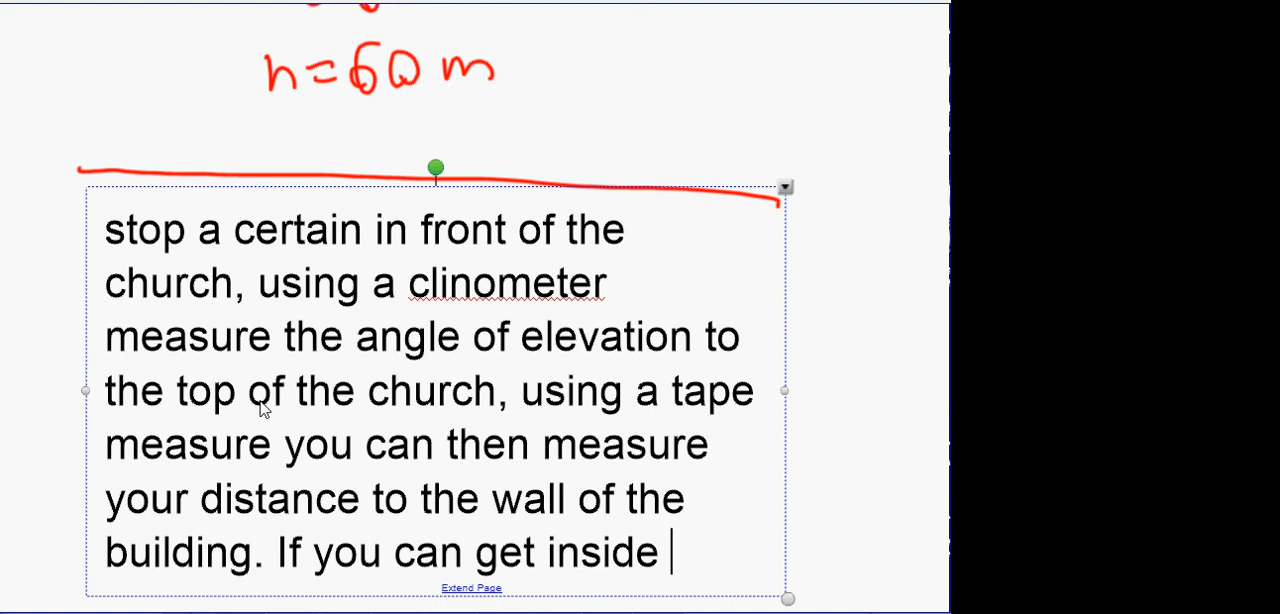 h=60 m
stop a certain in front of the
church, using a clinometer
measure the angle of elevation to
the top of the church, using a tape
measure you can then measure
your distance to the wall of the
building. If you can get inside
Extend Page